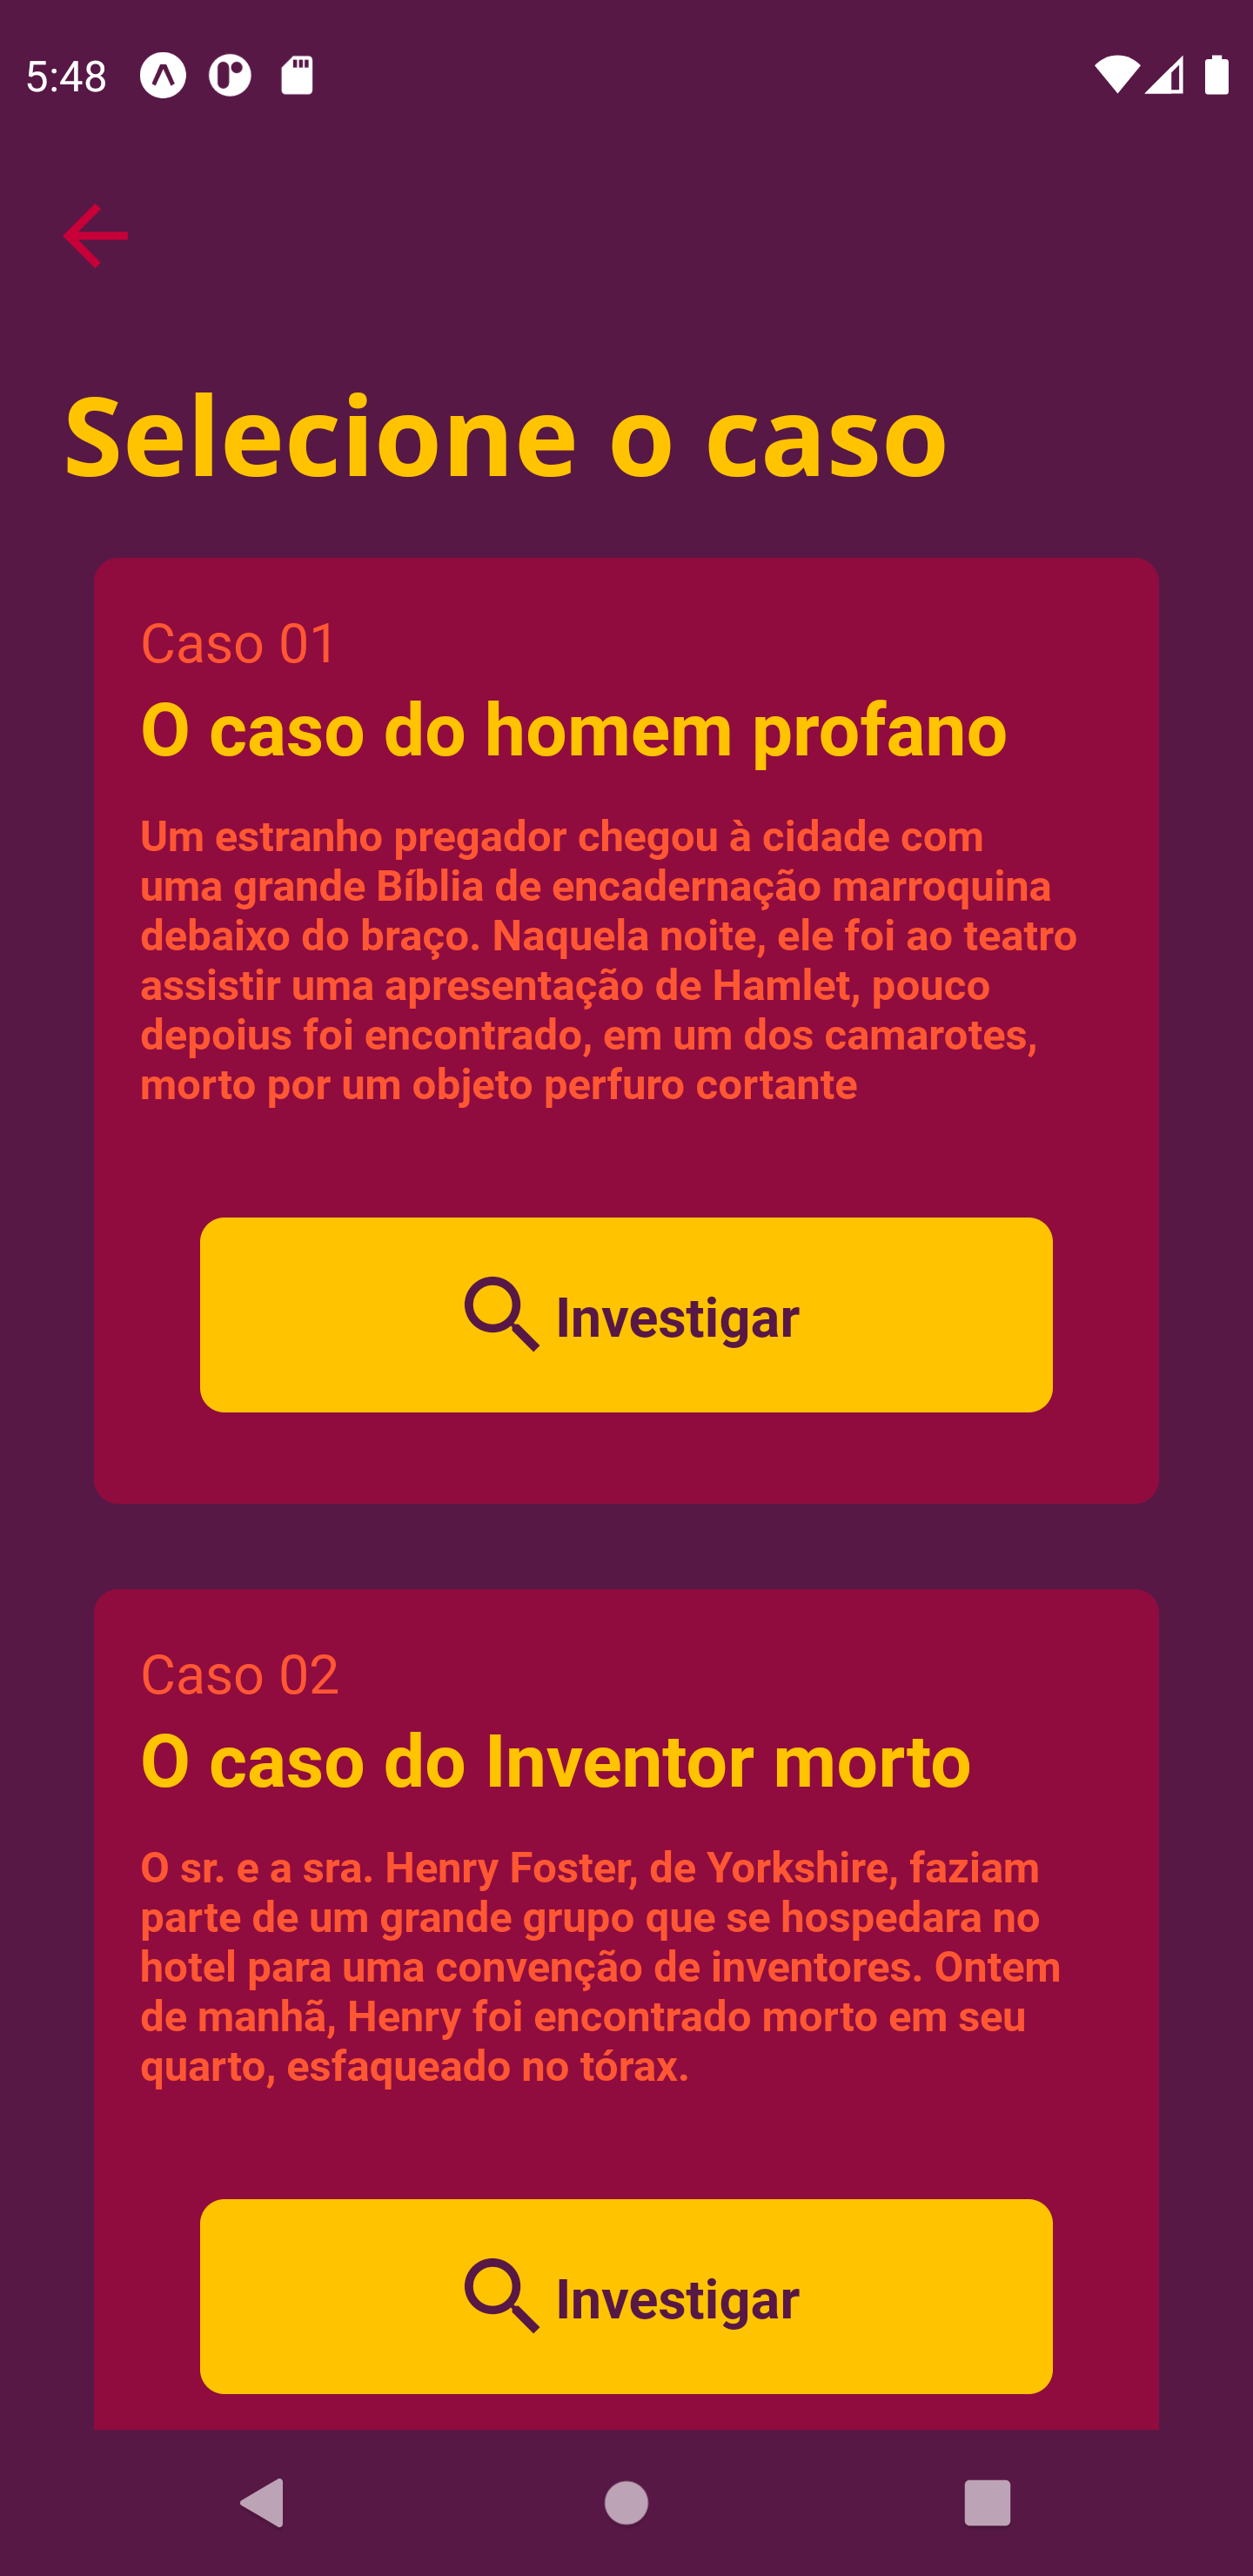 5:48
Selecione o caso
Caso 01
O caso do homem profano
Um estranho pregador chegou à cidade com
uma grande Bíblia de encadernação marroquina
debaixo do braço. Naquela noite, ele foi ao teatro
assistir uma apresentação de Hamlet, pouco
depoius foi encontrado, em um dos camarotes,
morto por um objeto perfuro cortante
Investigar
Caso 02
O caso do Inventor morto
O sr. e a sra. Henry Foster, de Yorkshire, faziam
parte de um grande grupo que se hospedara no
hotel para uma convenção de inventores. Ontem
de manhã, Henry foi encontrado morto em seu
quarto, esfaqueado no tórax.
Investigar